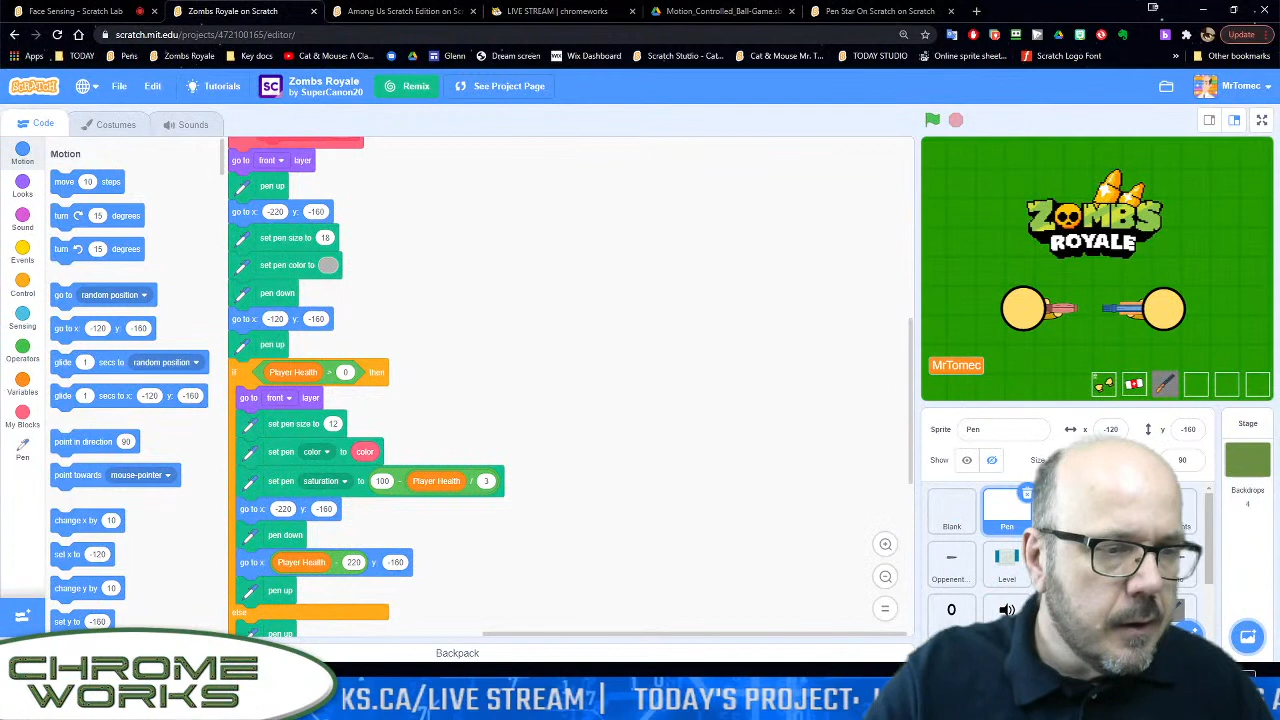 Face Sensing - Scratch Lab
Zombs Royale on Scratch
Among Us Scratch Edition on Sc
LIVE STREAM | chromeworks
Motion_Controlled_Ball-Game.sb
Pen Star On Scratch on Scratch
scratch.mit.edu/projects/472100165/editor/
Update
Apps
TODAY
Pens
Zombs Royale
Key docs
Cat & Mouse: A Cla...
Glenn
Dream screen
Wix Dashboard
Scratch Stuttio - Cat...
Cat & Mouse Mr. T...
TODAY STUDIO
Online sprite sheet...
Scratch Logo Font
Other bookmarks
SCRATCH
File
Edit
Tutorials
SC
Zombs Royale
by SuperCanon20
Remix
See Project Page
MrTomec
Code
Costumes
Sounds
Motion
Looks
Sound
Events
Control
Sensing
Operators
Variables
My Blocks
Pen
Motion
move 10 steps
turn 15 degrees
turn 15 degrees
go to random position
go to x: -120 y: -160
glide 1 secs to random position
glide 1 secs to x: -120 y: -160
point in direction 90
point towards mouse-pointer
change x by 10
set x to -120
change y by 10
set y to -160
go to front layer
pen up
go to x: -220 y: -160
set pen size to 18
set pen color to
pen down
go to x: -120 y: -160
pen up
if Player Health > 0 then
go to front layer
set pen size to 12
set pen color to color
set pen saturation to 100 - Player Health / 3
go to x: -220 y: -160
pen down
go to x: Player Health - 220 y -160
pen up
else
pen up
Backpack
ZOMBS
ROYALE
MrTomec
Sprite
Pen
x -120
y -160
Show
Size
90
Stage
Backdrops
4
Blank
Pen
Opponent...
Level
0
CHROME
WORKS
KS.CA/LIVE STREAM | TODAY'S PROJECT: